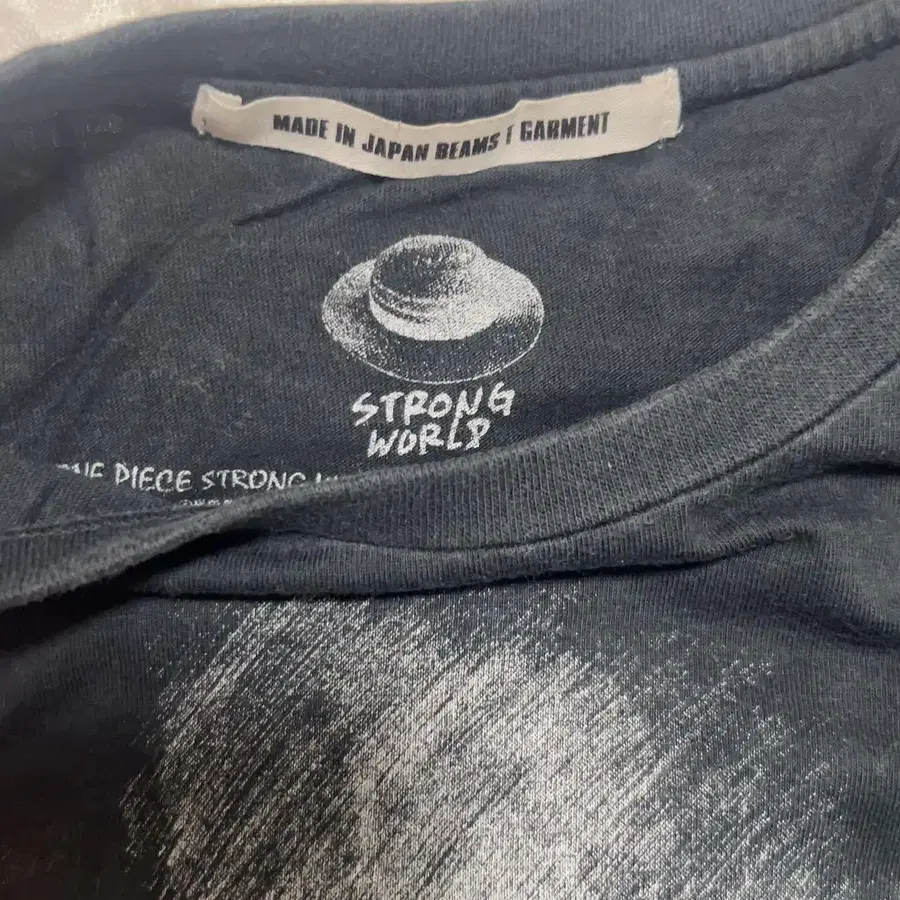 MADE IN JAPAN BEAMS T GARMENT
STRONG
WORLD
PIECE STRONG